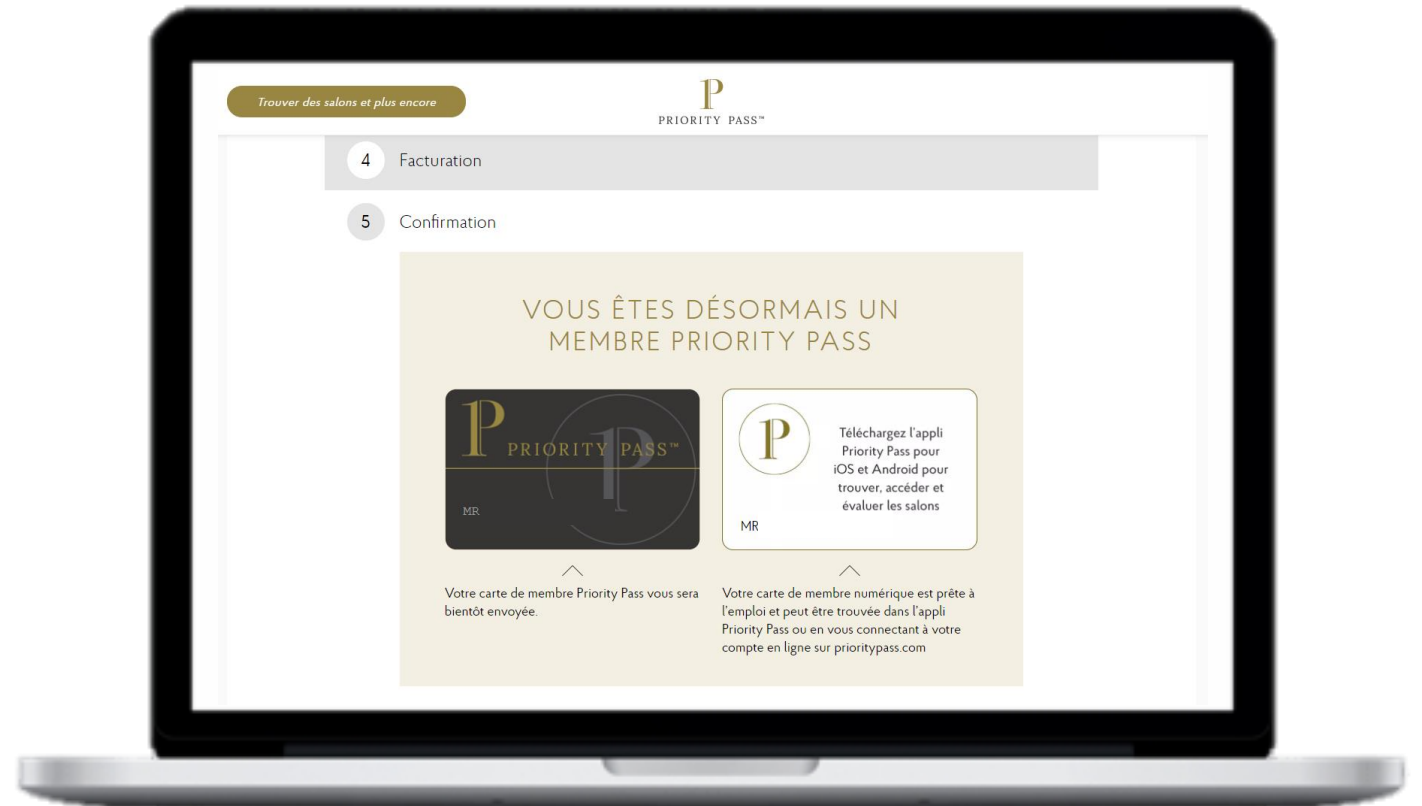 Trouver des salons et plus encore
PRIORITY PASS™
4 Facturation
5 Confirmation
VOUS ÊTES DÉSORMAIS UN
MEMBRE PRIORITY PASS
PRIORITY PASS™
MR
Téléchargez l'appli
Priority Pass pour
iOS et Android pour
trouver, accéder et
évaluer les salons
MR
Votre carte de membre Priority Pass vous sera
bientôt envoyée.
Votre carte de membre numérique est prête à
l'emploi et peut être trouvée dans l'appli
Priority Pass ou en vous connectant à votre
compte en ligne sur prioritypass.com